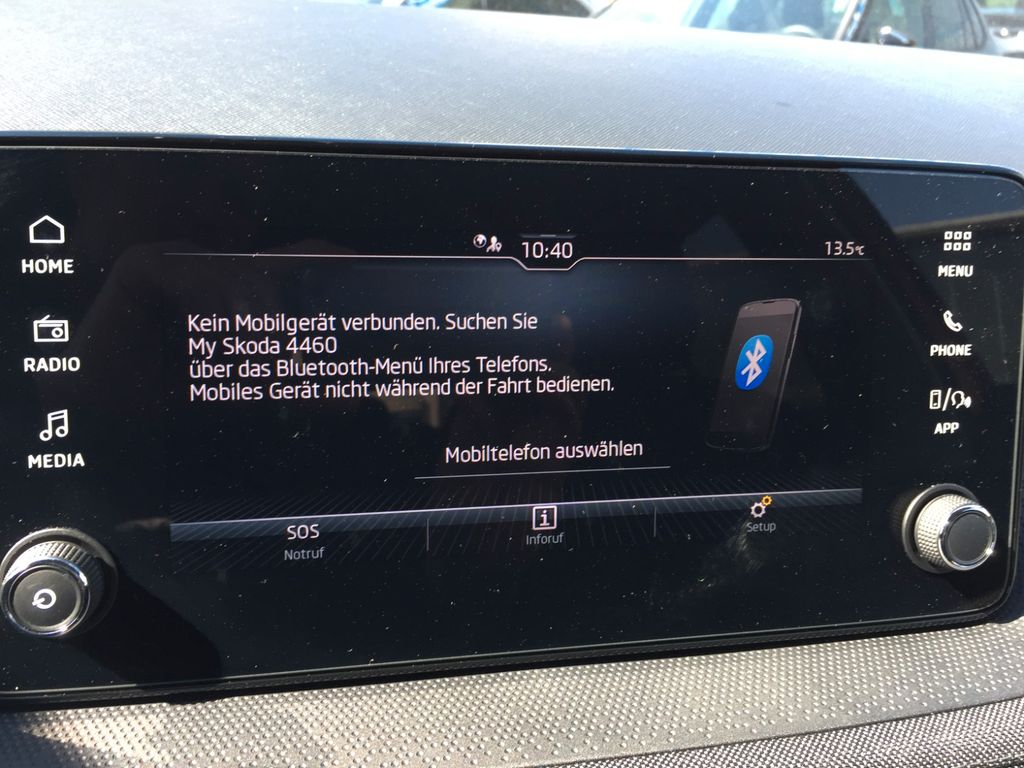 10:40
13.5°C
HOME
RADIO
MEDIA
Kein Mobilgerät verbunden. Suchen Sie
My Skoda 4460
über das Bluetooth-Menü Ihres Telefons.
Mobiles Gerät nicht während der Fahrt bedienen.
Mobiltelefon auswählen
SOS
Notruf
i
Inforuf
Setup
MENU
PHONE
APP